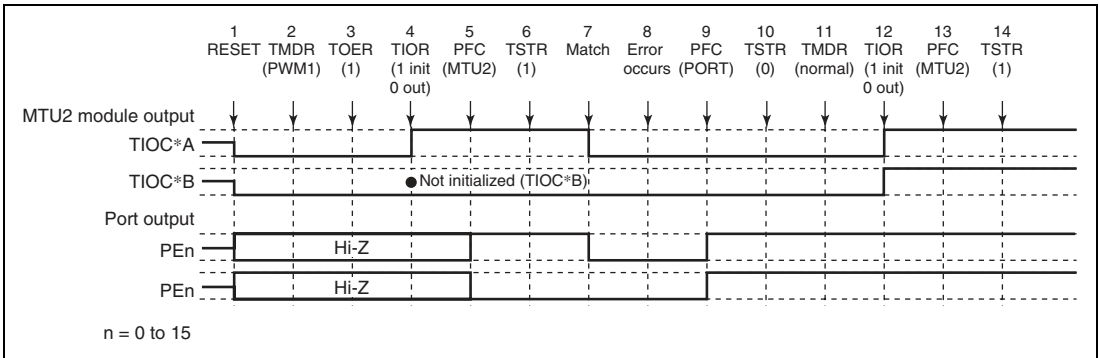 1 2 3 4 5 6 7 8 9 10 11 12 13 14
RESET TMDR TOER TIOR PFC TSTR Match Error PFC TSTR TMDR TIOR PFC TSTR
(PWM1) (1) (1 init (MTU2) (1) occurs (PORT) (0) (normal) (1 init (MTU2) (1)
0 out) 0 out)
MTU2 module output
TIOC*A
TIOC*B
Not initialized (TIOC*B)
Port output
PEn
Hi-Z
PEn
Hi-Z
n = 0 to 15